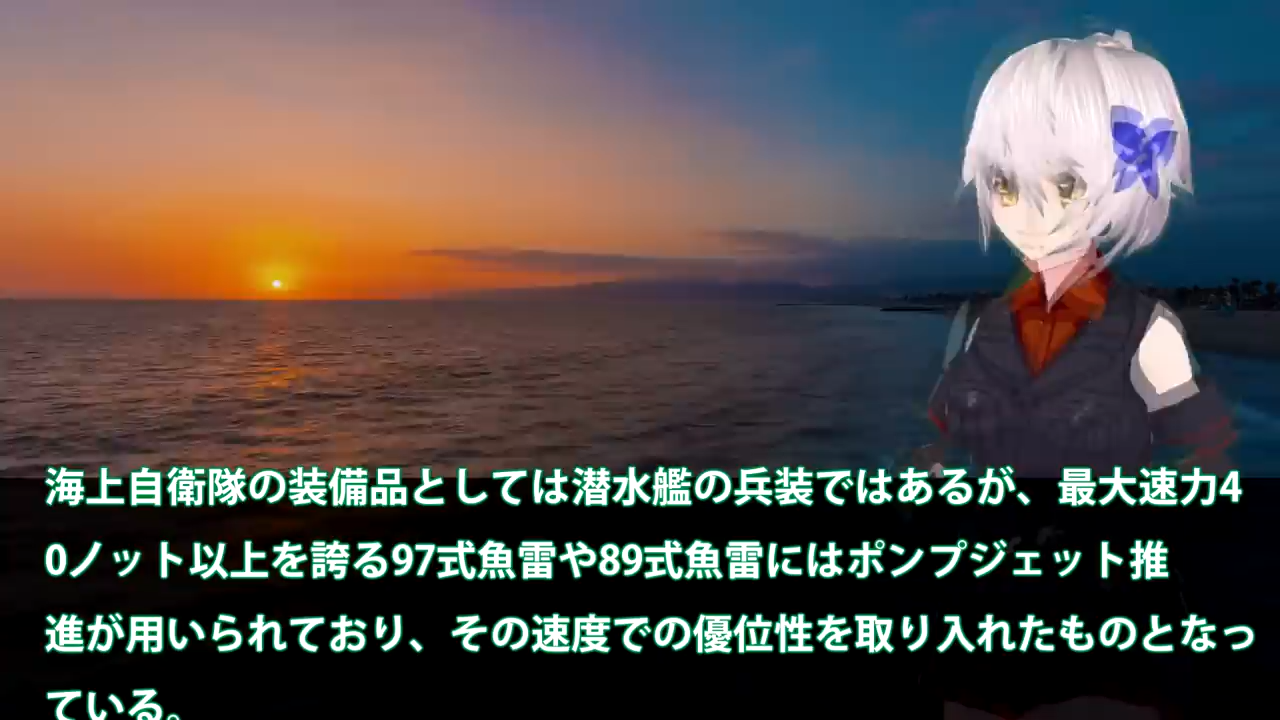 海上自衛隊の装備品としては潜水艦の兵装ではあるが、最大速力4
0ノット以上を誇る97式魚雷や89式魚雷にはポンプジェット推
進が用いられており、その速度での優位性を取り入れたものとなっ
ている。